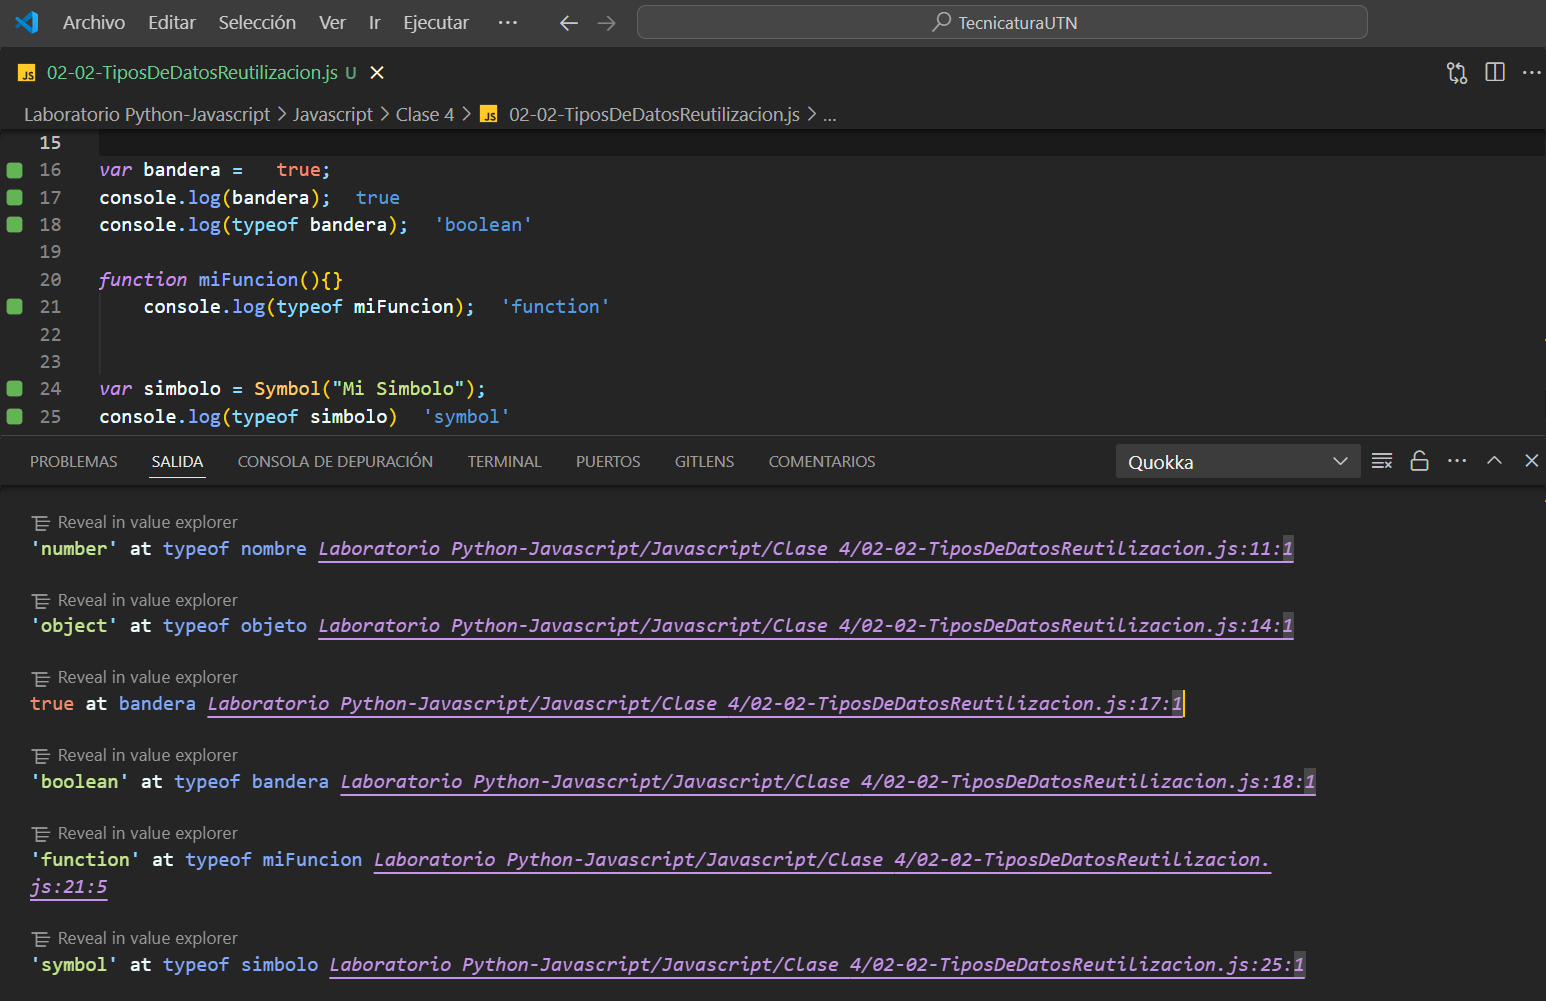 Archivo Editar Selección Ver Ir Ejecutar ··· TecnicaturaUTN
JS 02-02-TiposDeDatosReutilizacion.js U
Laboratorio Python-Javascript > Javascript > Clase 4 > JS 02-02-TiposDeDatosReutilizacion.js > ...
15
16 var bandera =   true;
17 console.log(bandera);  true
18 console.log(typeof bandera);  'boolean'
19
20 function miFuncion(){}
21     console.log(typeof miFuncion);  'function'
22
23
24 var simbolo = Symbol("Mi Simbolo");
25 console.log(typeof simbolo)  'symbol'
PROBLEMAS SALIDA CONSOLA DE DEPURACIÓN TERMINAL PUERTOS GITLENS COMENTARIOS Quokka
Reveal in value explorer
'number' at typeof nombre Laboratorio Python-Javascript/Javascript/Clase 4/02-02-TiposDeDatosReutilizacion.js:11:1
Reveal in value explorer
'object' at typeof objeto Laboratorio Python-Javascript/Javascript/Clase 4/02-02-TiposDeDatosReutilizacion.js:14:1
Reveal in value explorer
true at bandera Laboratorio Python-Javascript/Javascript/Clase 4/02-02-TiposDeDatosReutilizacion.js:17:1
Reveal in value explorer
'boolean' at typeof bandera Laboratorio Python-Javascript/Javascript/Clase 4/02-02-TiposDeDatosReutilizacion.js:18:1
Reveal in value explorer
'function' at typeof miFuncion Laboratorio Python-Javascript/Javascript/Clase 4/02-02-TiposDeDatosReutilizacion.
js:21:5
Reveal in value explorer
'symbol' at typeof simbolo Laboratorio Python-Javascript/Javascript/Clase 4/02-02-TiposDeDatosReutilizacion.js:25:1